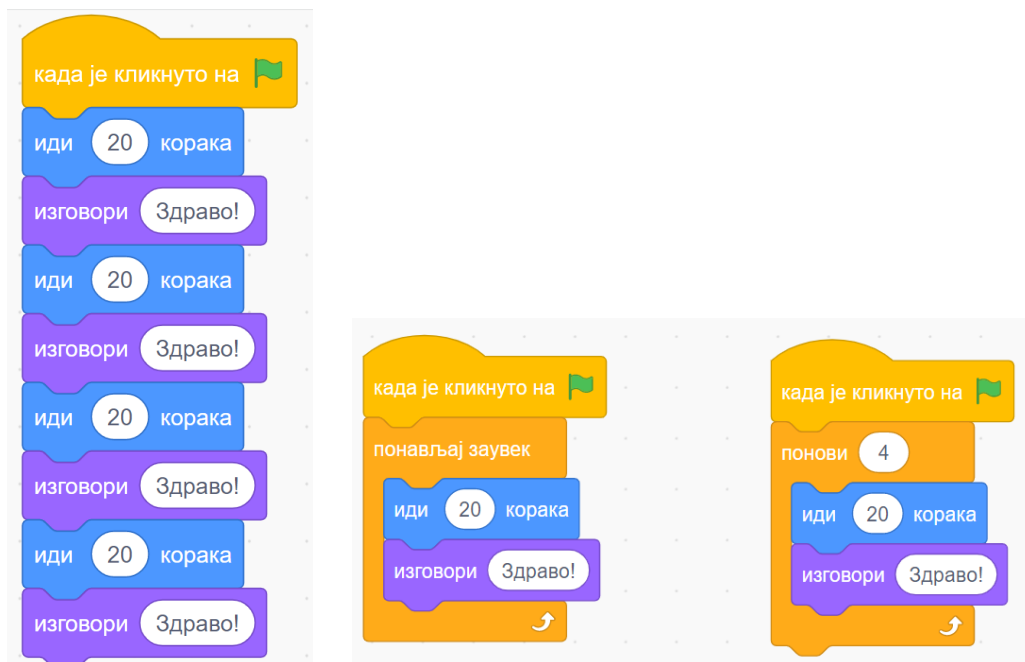 када је кликнуто на
иди 20 корака
изговори Здраво!
иди 20 корака
изговори Здраво!
иди 20 корака
изговори Здраво!
иди 20 корака
изговори Здраво!
када је кликнуто на
понављај заувек
иди 20 корака
изговори Здраво!
када је кликнуто на
понови 4
иди 20 корака
изговори Здраво!